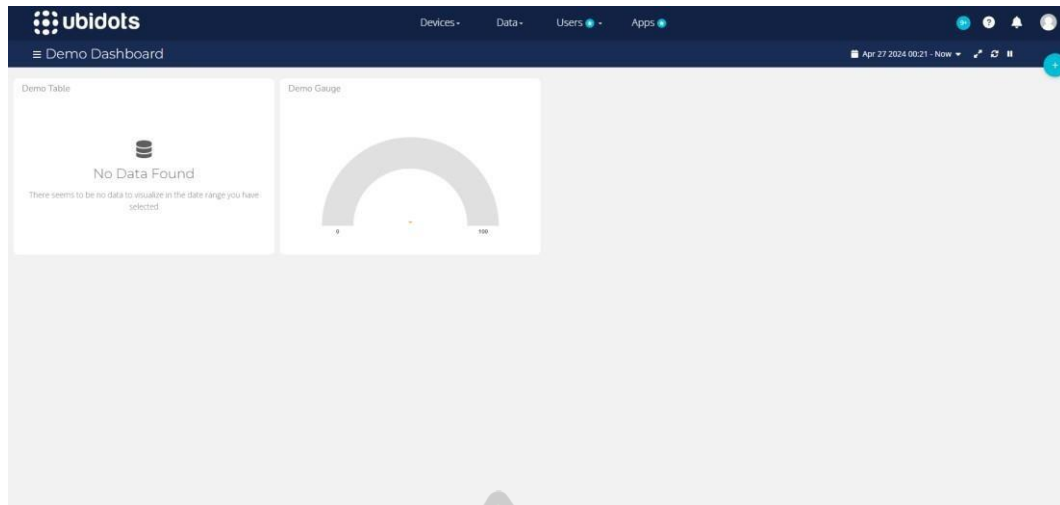 ubidots
Devices
Data
Users
Apps
9+
?
Demo Dashboard
Apr 27 2024 00:21 - Now
+
Demo Table
No Data Found
There seems to be no data to visualize in the date range you have
selected
Demo Gauge
0
100